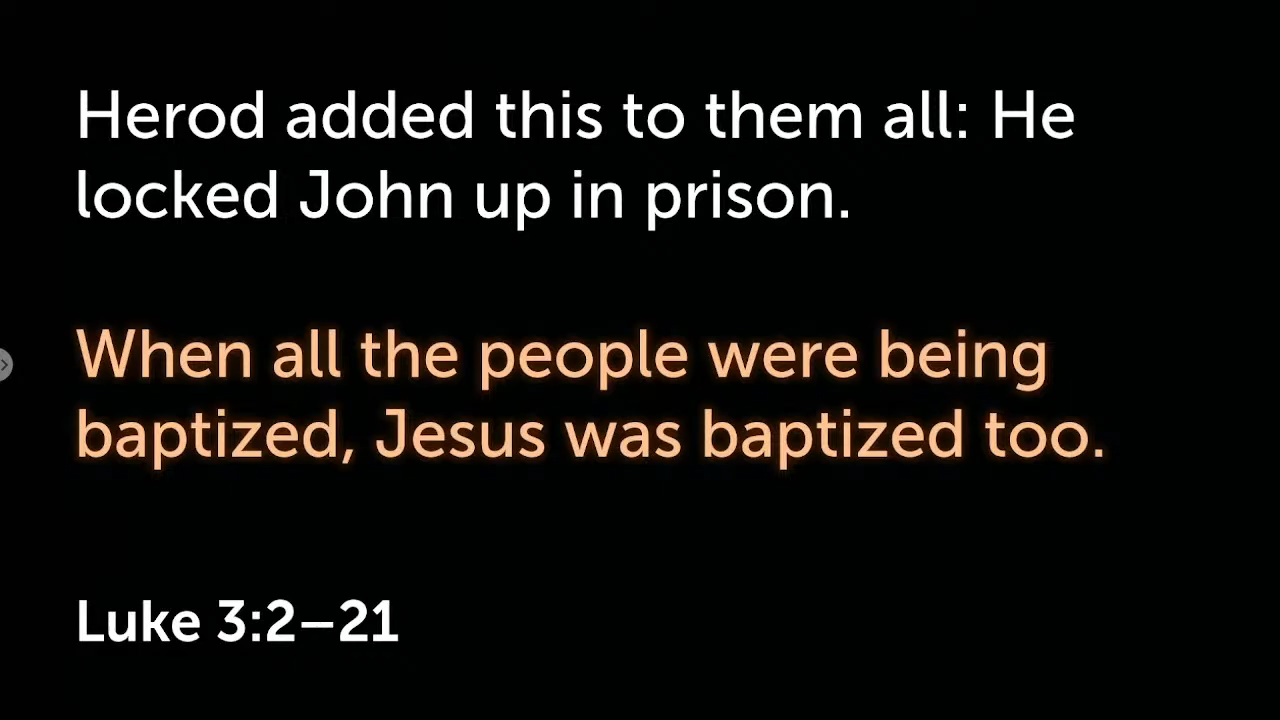 Herod added this to them all: He
locked John up in prison.
When all the people were being
baptized, Jesus was baptized too.
Luke 3:2–21